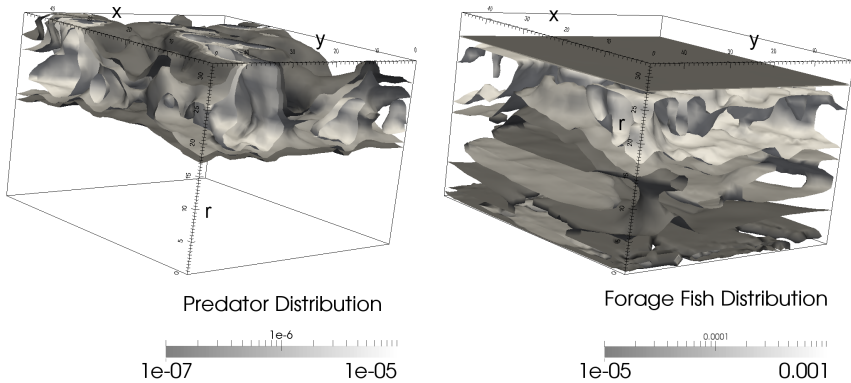 x
y
r
Predator Distribution
1e-6
1e-07 1e-05
x
y
r
Forage Fish Distribution
0.0001
1e-05 0.001